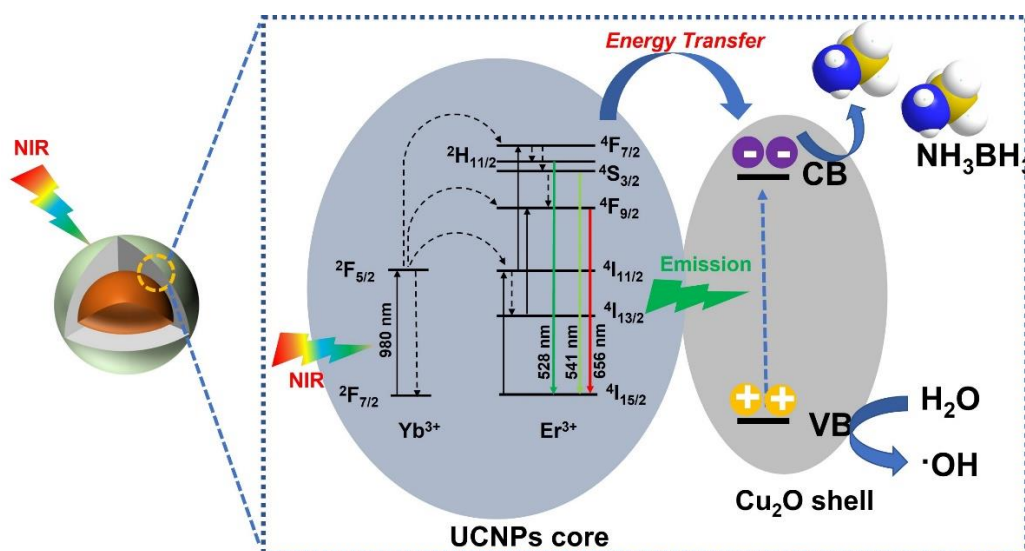 NIR
Energy Transfer
⁴F₇/₂
²H₁₁/₂
⁴S₃/₂
⁴F₉/₂
²F₅/₂
⁴I₁₁/₂
⁴I₁₃/₂
980 nm
528 nm
541 nm
656 nm
NIR
²F₇/₂
⁴I₁₅/₂
Yb³⁺
Er³⁺
UCNPs core
Emission
- -
CB
NH₃BH₃
+ +
VB
H₂O
·OH
Cu₂O shell